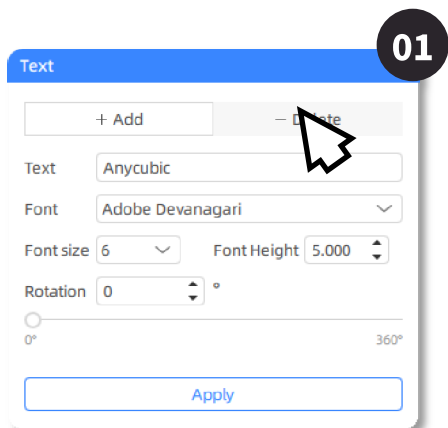 01
Text
+ Add
Text Anycubic
Font Adobe Devanagari
Font size 6 Font Height 5.000
Rotation 0 °
0° 360°
Apply